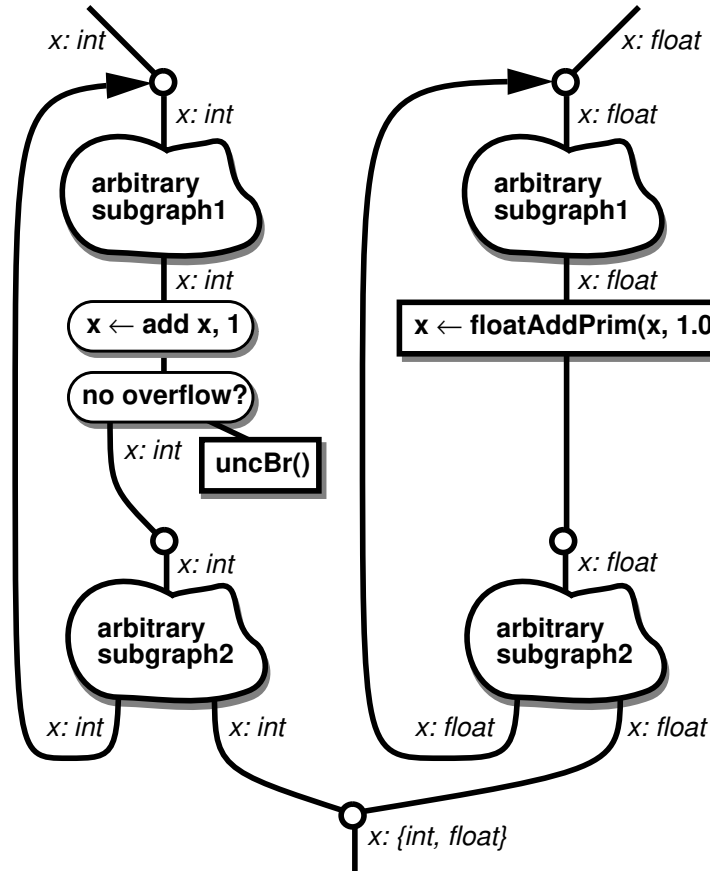 x: int
x: float
x: int
x: float
arbitrary
subgraph1
arbitrary
subgraph1
x: int
x: float
x ← add x, 1
x ← floatAddPrim(x, 1.0
no overflow?
x: int
uncBr()
x: int
x: float
arbitrary
subgraph2
arbitrary
subgraph2
x: int
x: int
x: float
x: float
x: {int, float}